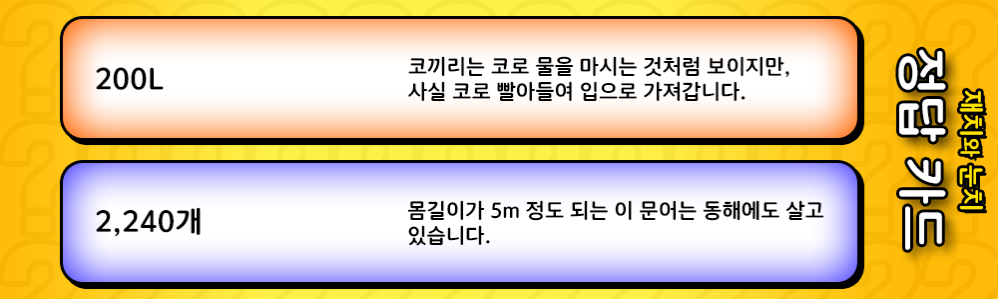 200L
코끼리는 코로 물을 마시는 것처럼 보이지만,
사실 코로 빨아들여 입으로 가져갑니다.
2,240개
몸길이가 5m 정도 되는 이 문어는 동해에도 살고
있습니다.
재치와 눈치
정답 카드